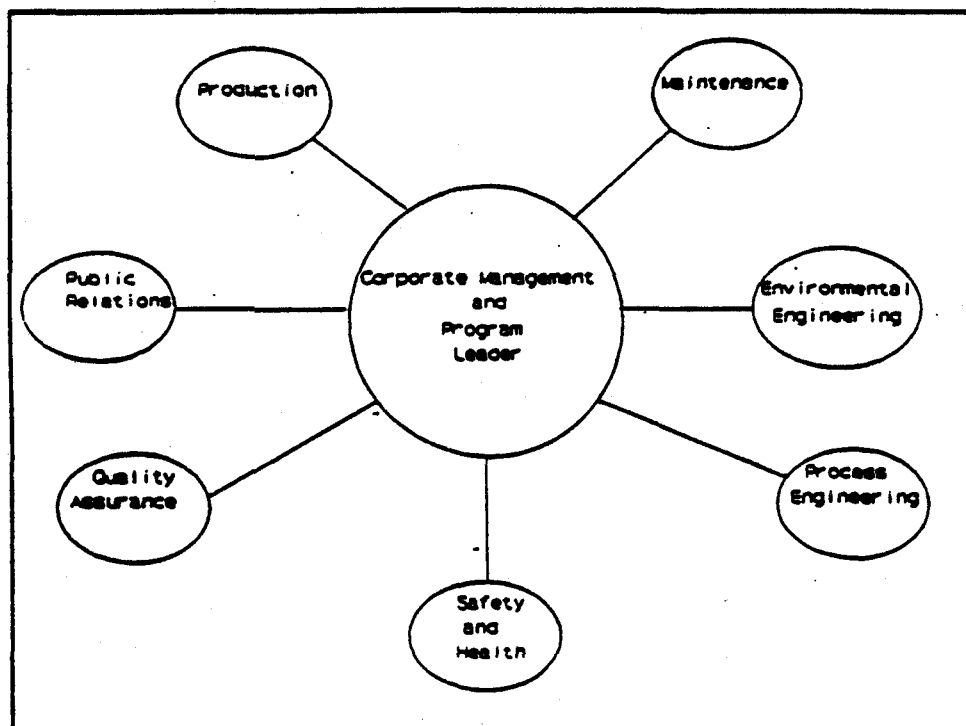 Production
Maintenance
Public
Relations
Corporate Management
and
Program
Leader
Environmental
Engineering
Quality
Assurance
Process
Engineering
Safety
and
Health